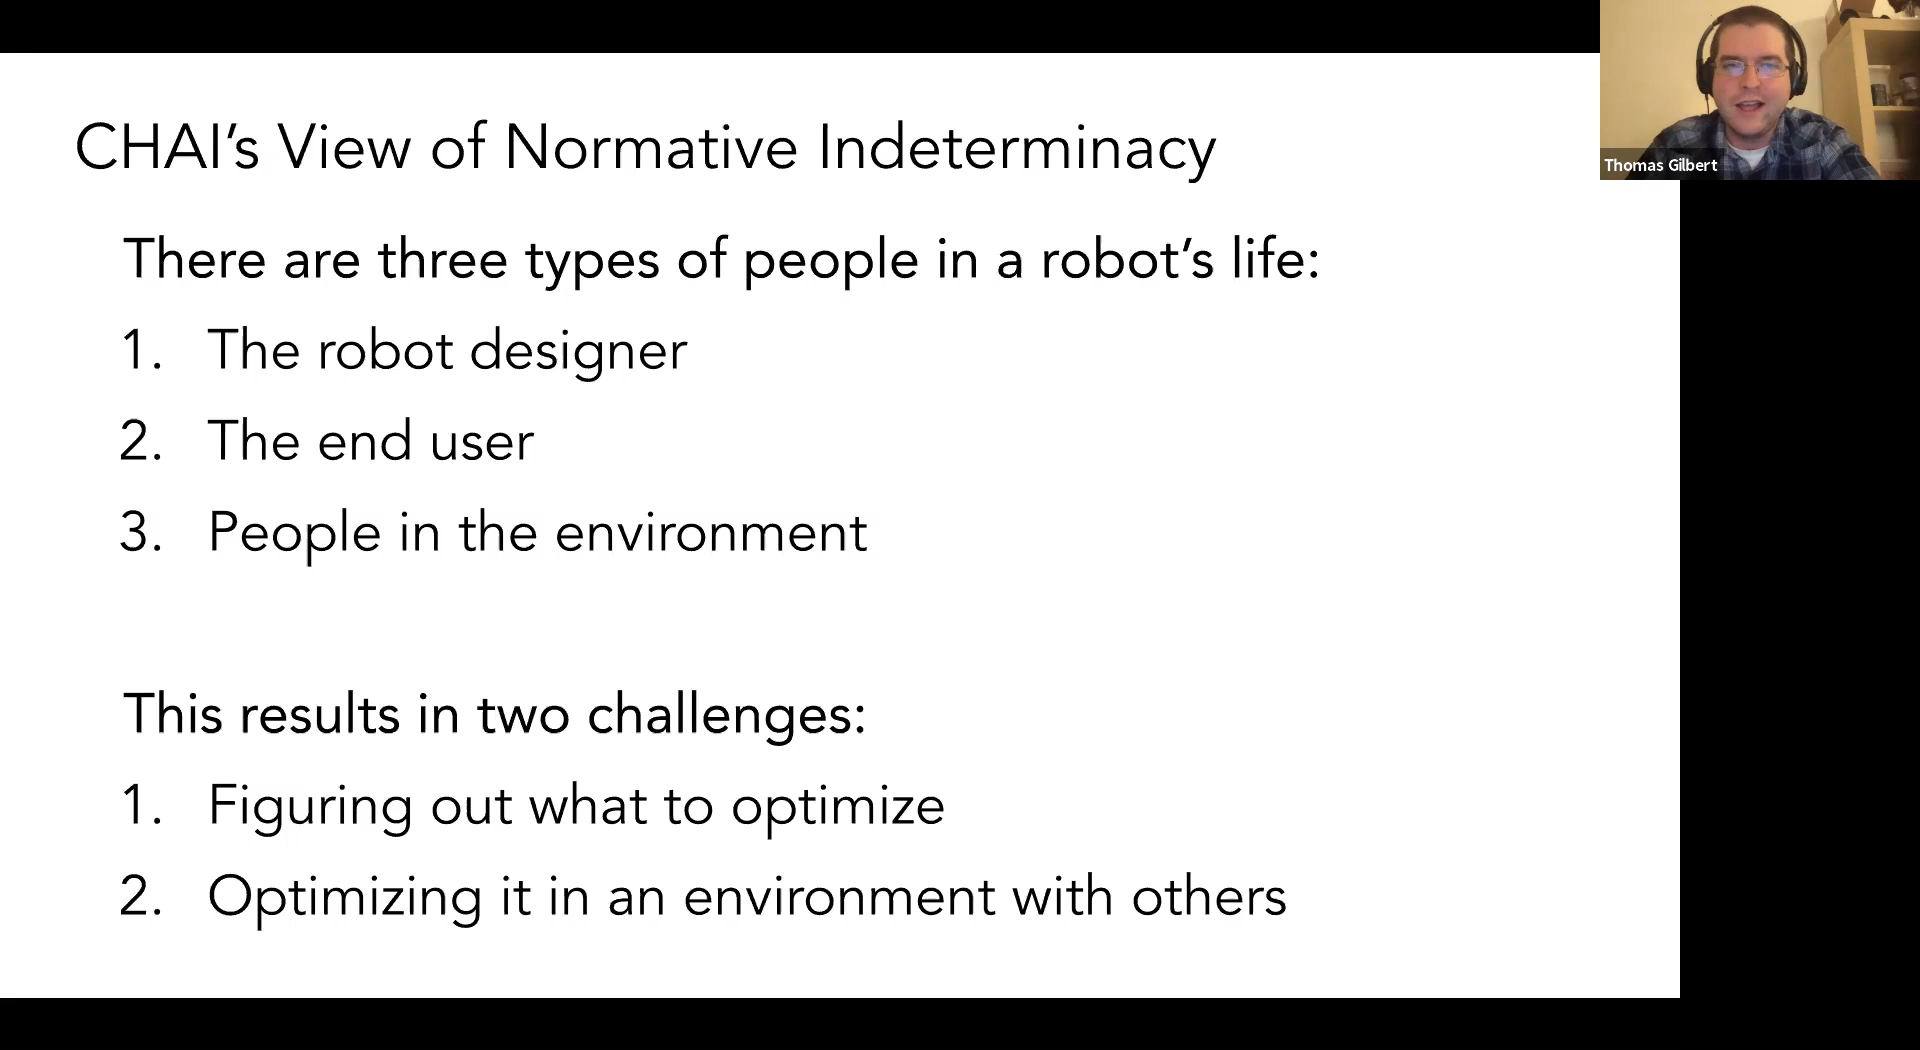 CHAI’s View of Normative Indeterminacy
Thomas Gilbert
There are three types of people in a robot’s life:
1. The robot designer
2. The end user
3. People in the environment
This results in two challenges:
1. Figuring out what to optimize
2. Optimizing it in an environment with others